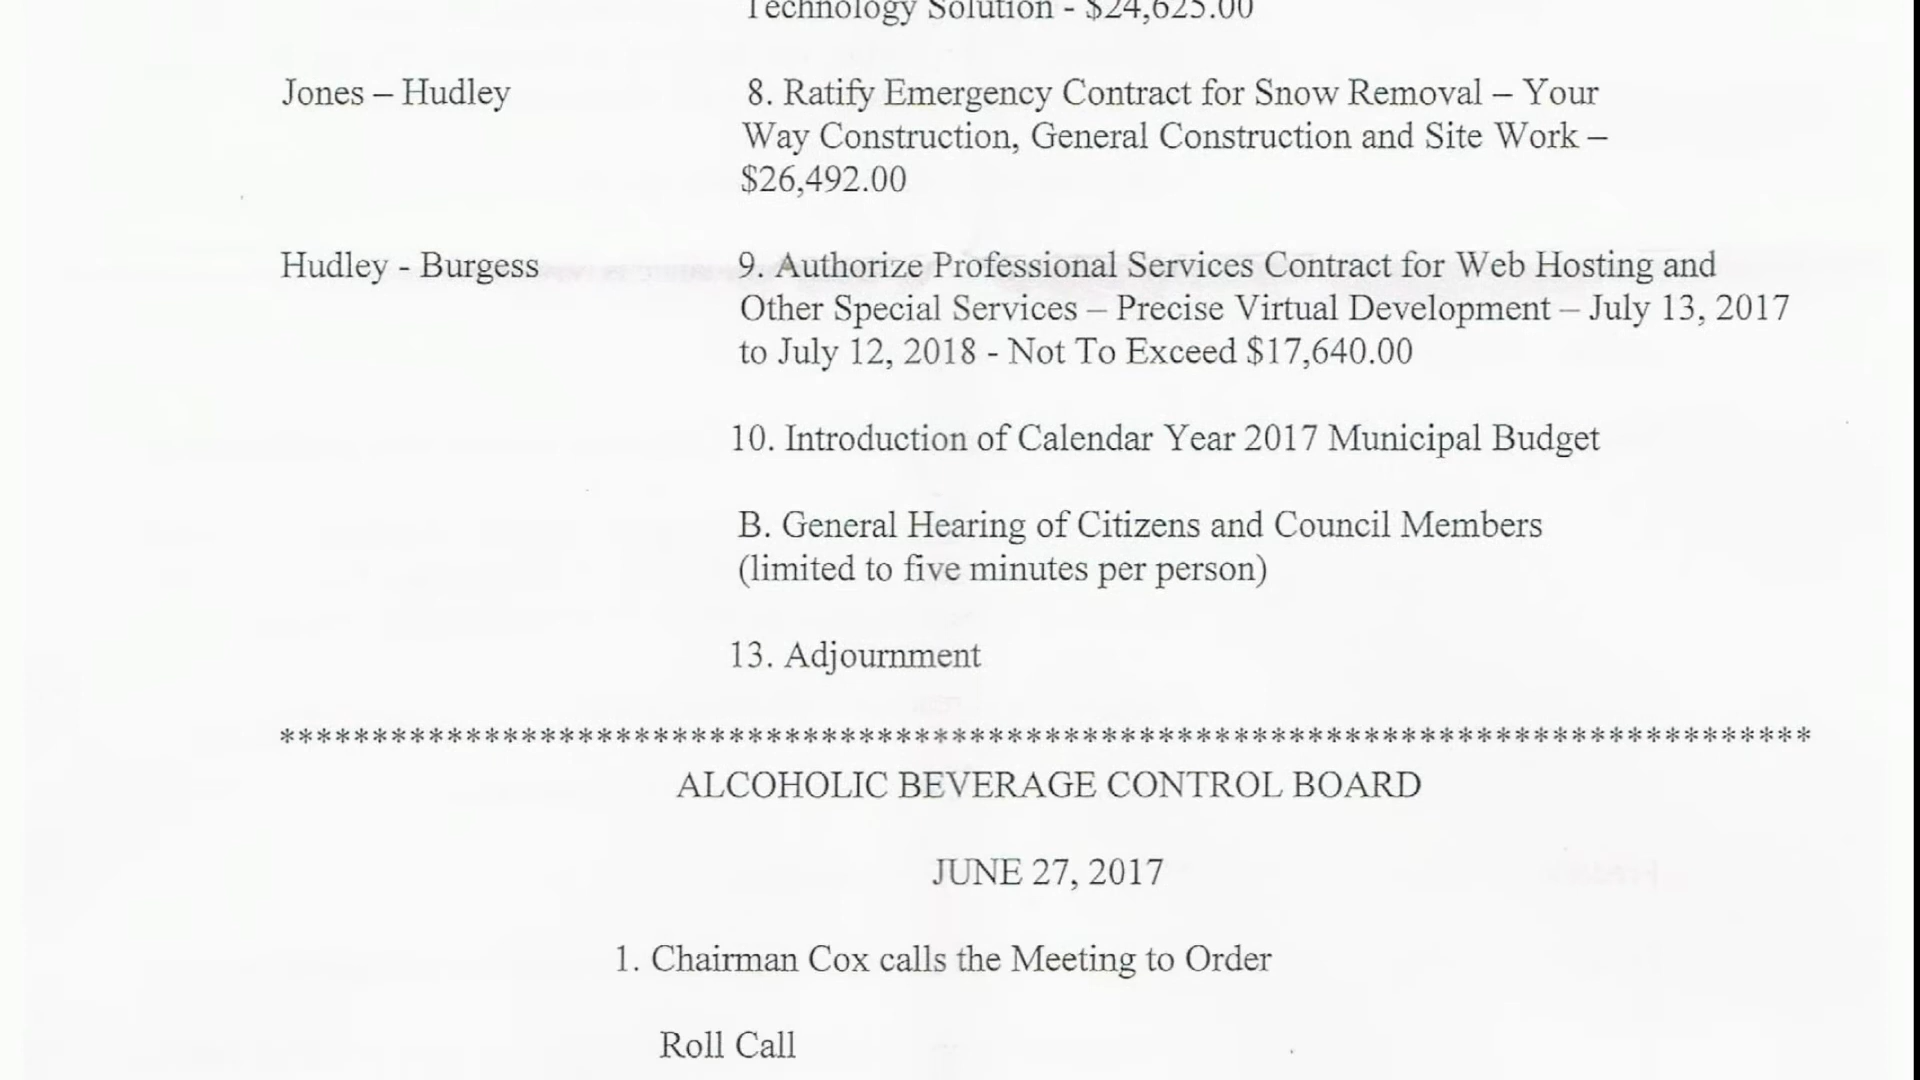 Technology Solution - $24,625.00
Jones – Hudley
8. Ratify Emergency Contract for Snow Removal – Your
Way Construction, General Construction and Site Work –
$26,492.00
Hudley - Burgess
9. Authorize Professional Services Contract for Web Hosting and
Other Special Services – Precise Virtual Development – July 13, 2017
to July 12, 2018 - Not To Exceed $17,640.00
10. Introduction of Calendar Year 2017 Municipal Budget
B. General Hearing of Citizens and Council Members
(limited to five minutes per person)
13. Adjournment
***********************************************************************************
ALCOHOLIC BEVERAGE CONTROL BOARD
JUNE 27, 2017
1. Chairman Cox calls the Meeting to Order
Roll Call